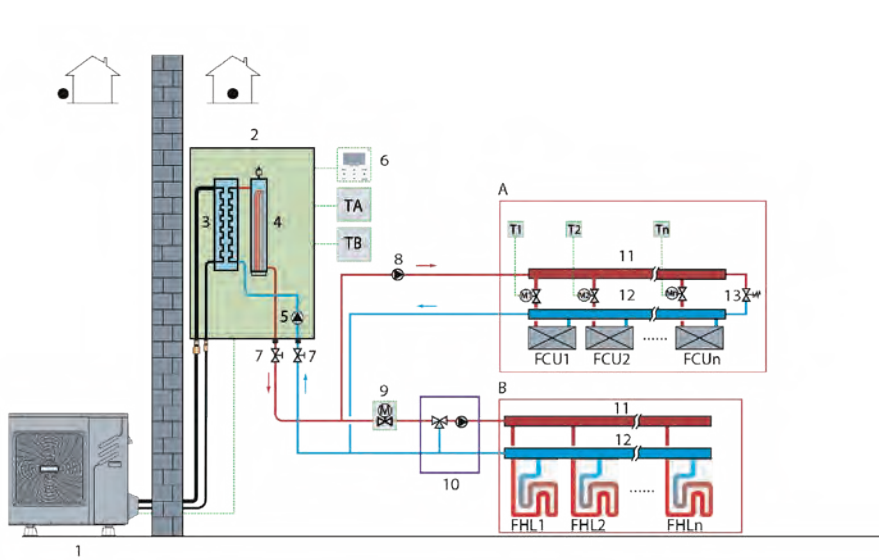 2
6
A
3
4
TA
T1
T2
Tn
TB
8
11
5
M1
M2
Mn
12
13
7
7
FCU1
FCU2
......
FCUn
9
B
M
11
12
10
......
FHL1
FHL2
FHLn
1